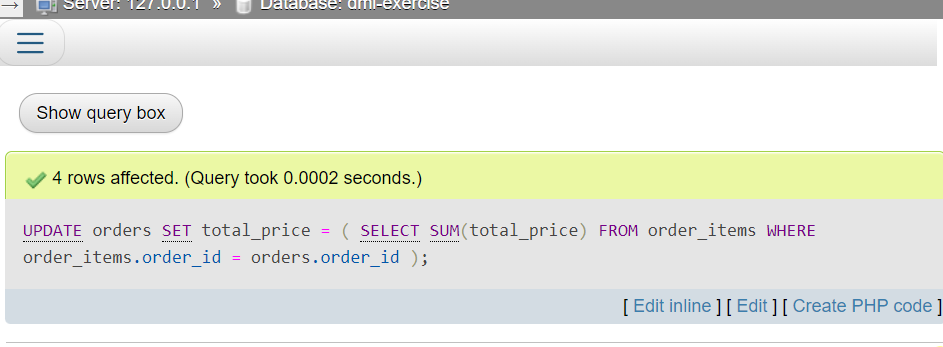 → Server: 127.0.0.1 » Database: dml-exercise
Show query box
4 rows affected. (Query took 0.0002 seconds.)
UPDATE orders SET total_price = ( SELECT SUM(total_price) FROM order_items WHERE
order_items.order_id = orders.order_id );
[ Edit inline ] [ Edit ] [ Create PHP code ]